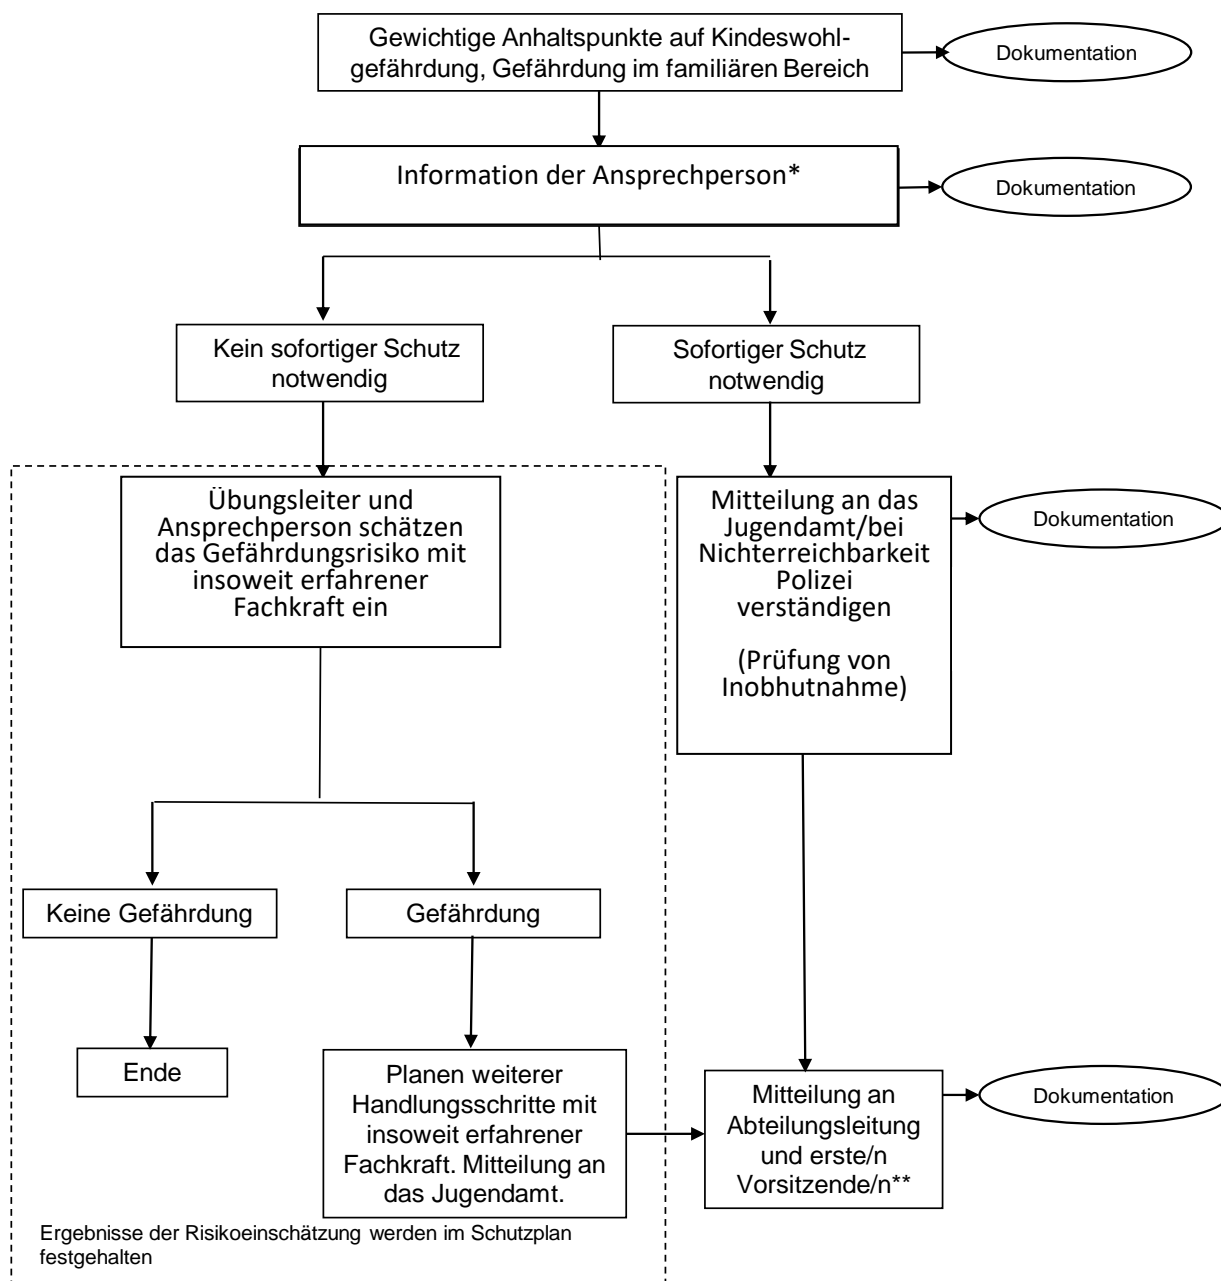 Gewichtige Anhaltspunkte auf Kindeswohl-
gefährdung, Gefährdung im familiären Bereich
Dokumentation
Information der Ansprechperson*
Dokumentation
Kein sofortiger Schutz
notwendig
Sofortiger Schutz
notwendig
Übungsleiter und
Ansprechperson schätzen
das Gefährdungsrisiko mit
insoweit erfahrener
Fachkraft ein
Mitteilung an das
Jugendamt/bei
Nichterreichbarkeit
Polizei
verständigen
(Prüfung von
Inobhutnahme)
Dokumentation
Keine Gefährdung
Gefährdung
Ende
Planen weiterer
Handlungsschritte mit
insoweit erfahrener
Fachkraft. Mitteilung an
das Jugendamt.
Mitteilung an
Abteilungsleitung
und erste/n
Vorsitzende/n**
Dokumentation
Ergebnisse der Risikoeinschätzung werden im Schutzplan
festgehalten